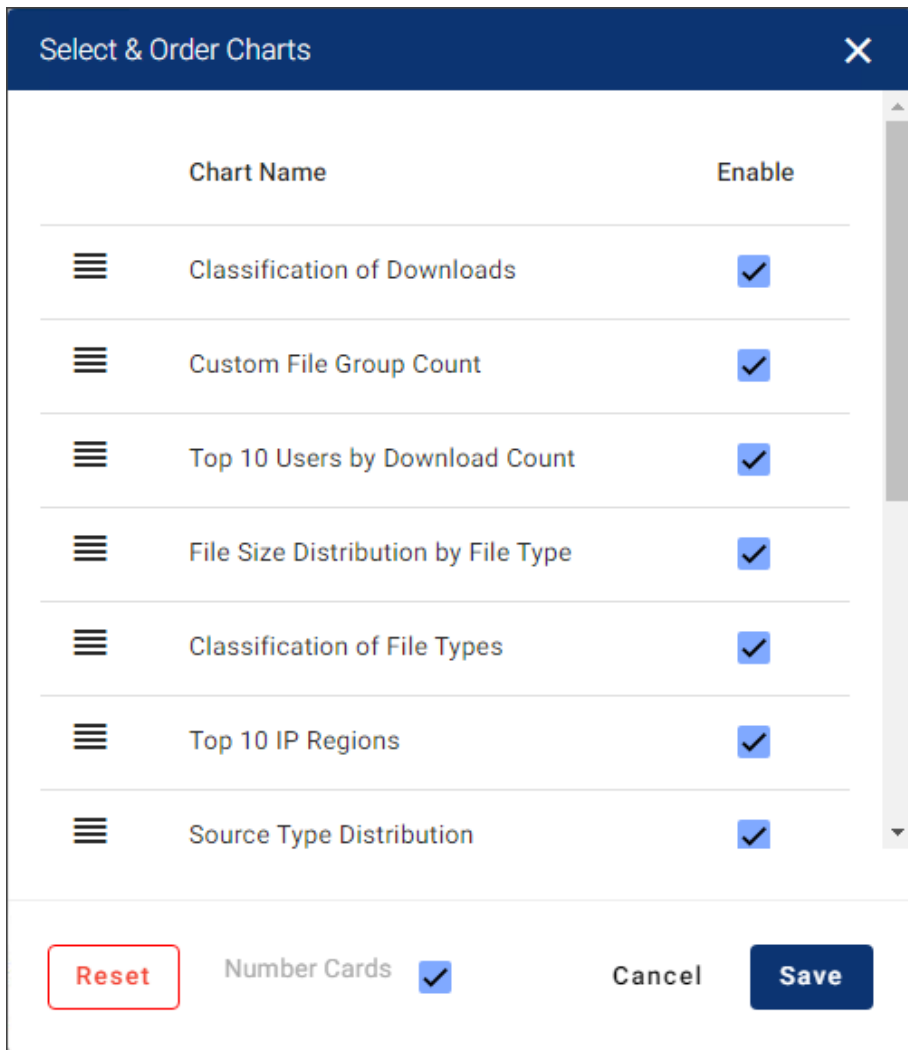 Select & Order Charts
Chart Name Enable
Classification of Downloads
Custom File Group Count
Top 10 Users by Download Count
File Size Distribution by File Type
Classification of File Types
Top 10 IP Regions
Source Type Distribution
Reset Number Cards Cancel Save